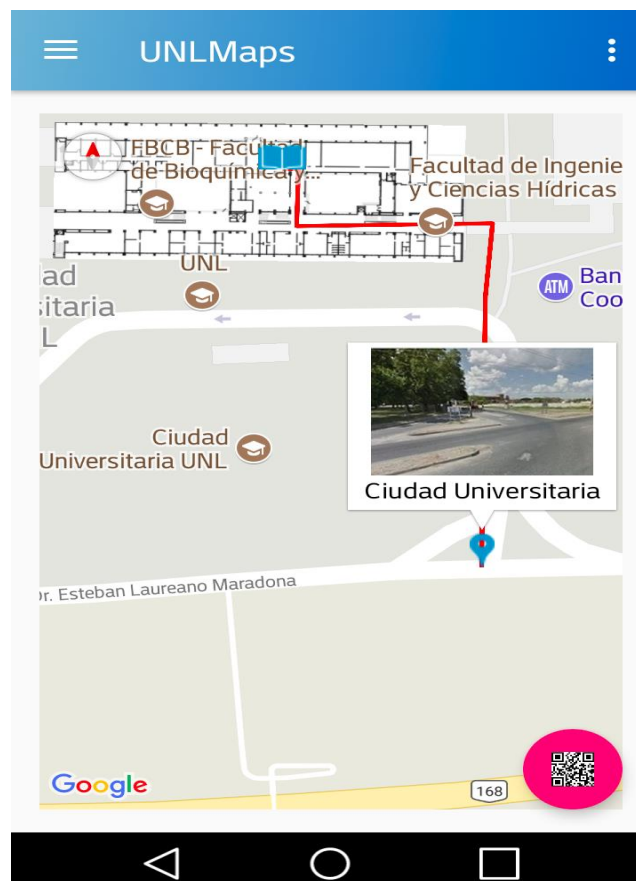 UNLMaps
FBCB - Facultad
de Bioquímica y...
Facultad de Ingenie
y Ciencias Hídricas
UNL
ad
sitaria
L
Ban
Coo
ATM
Ciudad
Universitaria UNL
Ciudad Universitaria
Dr. Esteban Laureano Maradona
Google
168